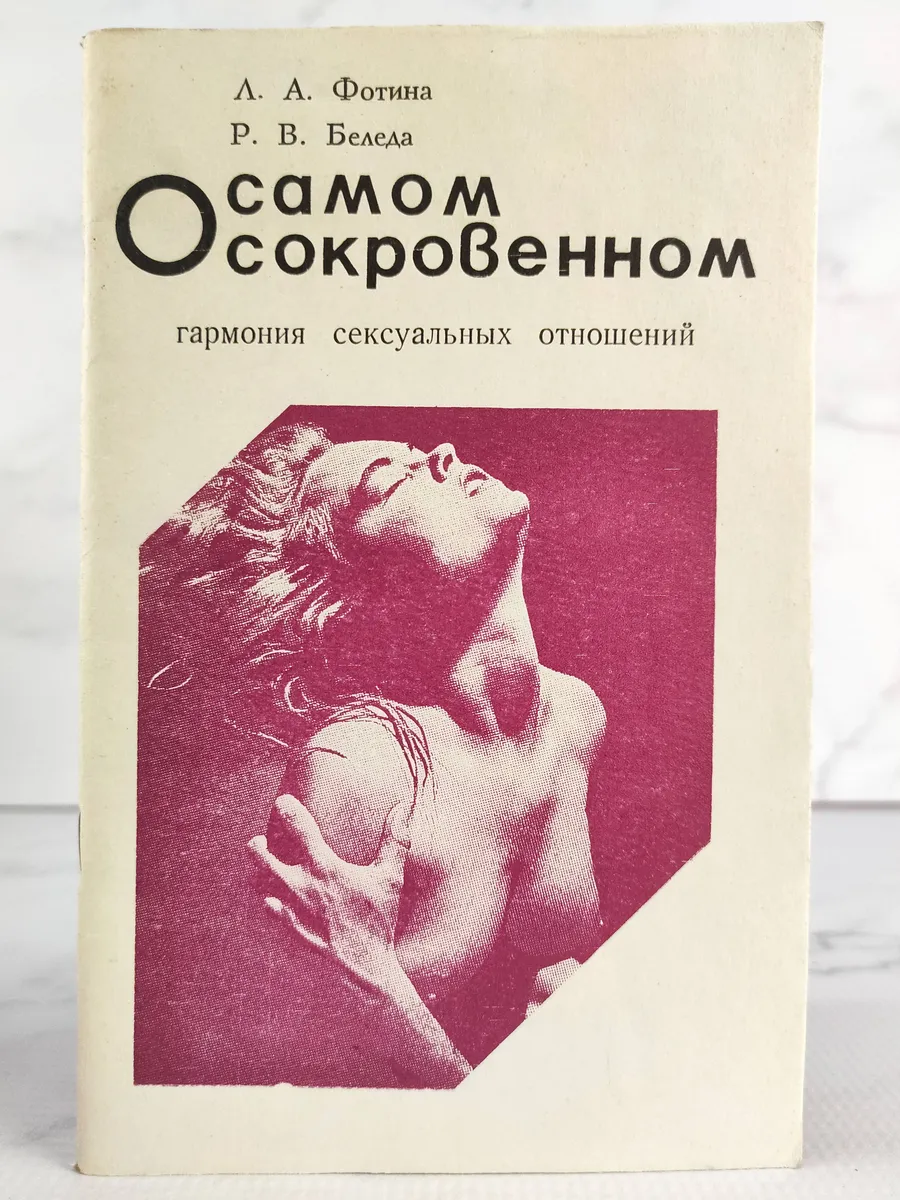 Л. А. Фотина
Р. В. Беледа
О самом
сокровенном
гармония сексуальных отношений